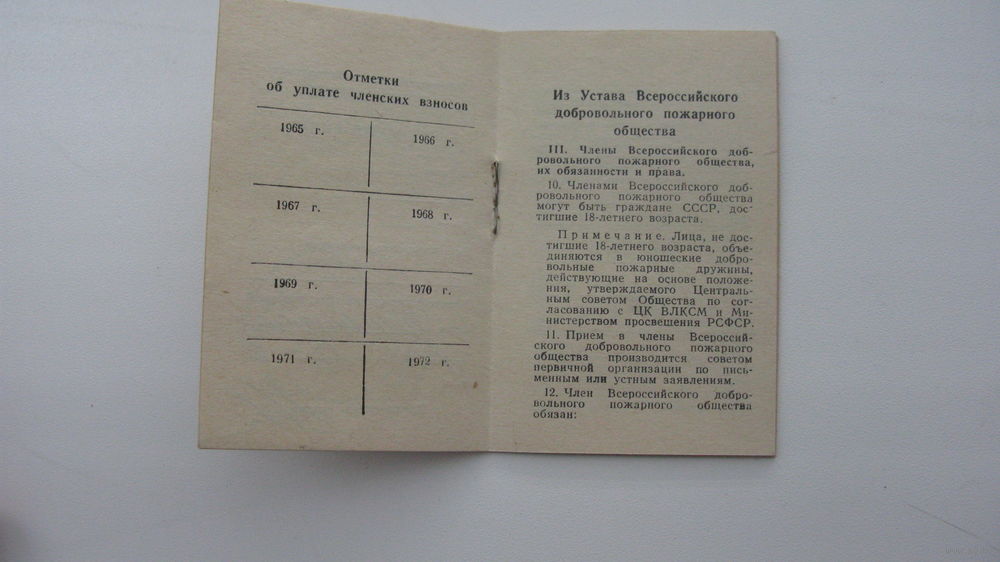 Отметки
об уплате членских взносов
1965 г.
1966 г.
1967 г.
1968 г.
1969 г.
1970 г.
1971 г.
1972 г.
Из Устава Всероссийского
добровольного пожарного
общества
III. Члены Всероссийского доб-
ровольного пожарного общества,
их обязанности и права.
10. Членами Всероссийского доб-
ровольного пожарного общества
могут быть граждане СССР, дос-
тигшие 18-летнего возраста.
Примечание. Лица, не дос-
тигшие 18-летнего возраста, объе-
диняются в юношеские добро-
вольные пожарные дружины,
действующие на основе положе-
ния, утверждаемого Централь-
ным советом Общества по сог-
ласованию с ЦК ВЛКСМ и Ми-
нистерством просвещения РСФСР.
11. Прием в члены Всероссий-
ского добровольного пожарного
общества производится советом
первичной организации по пись-
менным или устным заявлениям.
12. Член Всероссийского добро-
вольного пожарного общества
обязан: